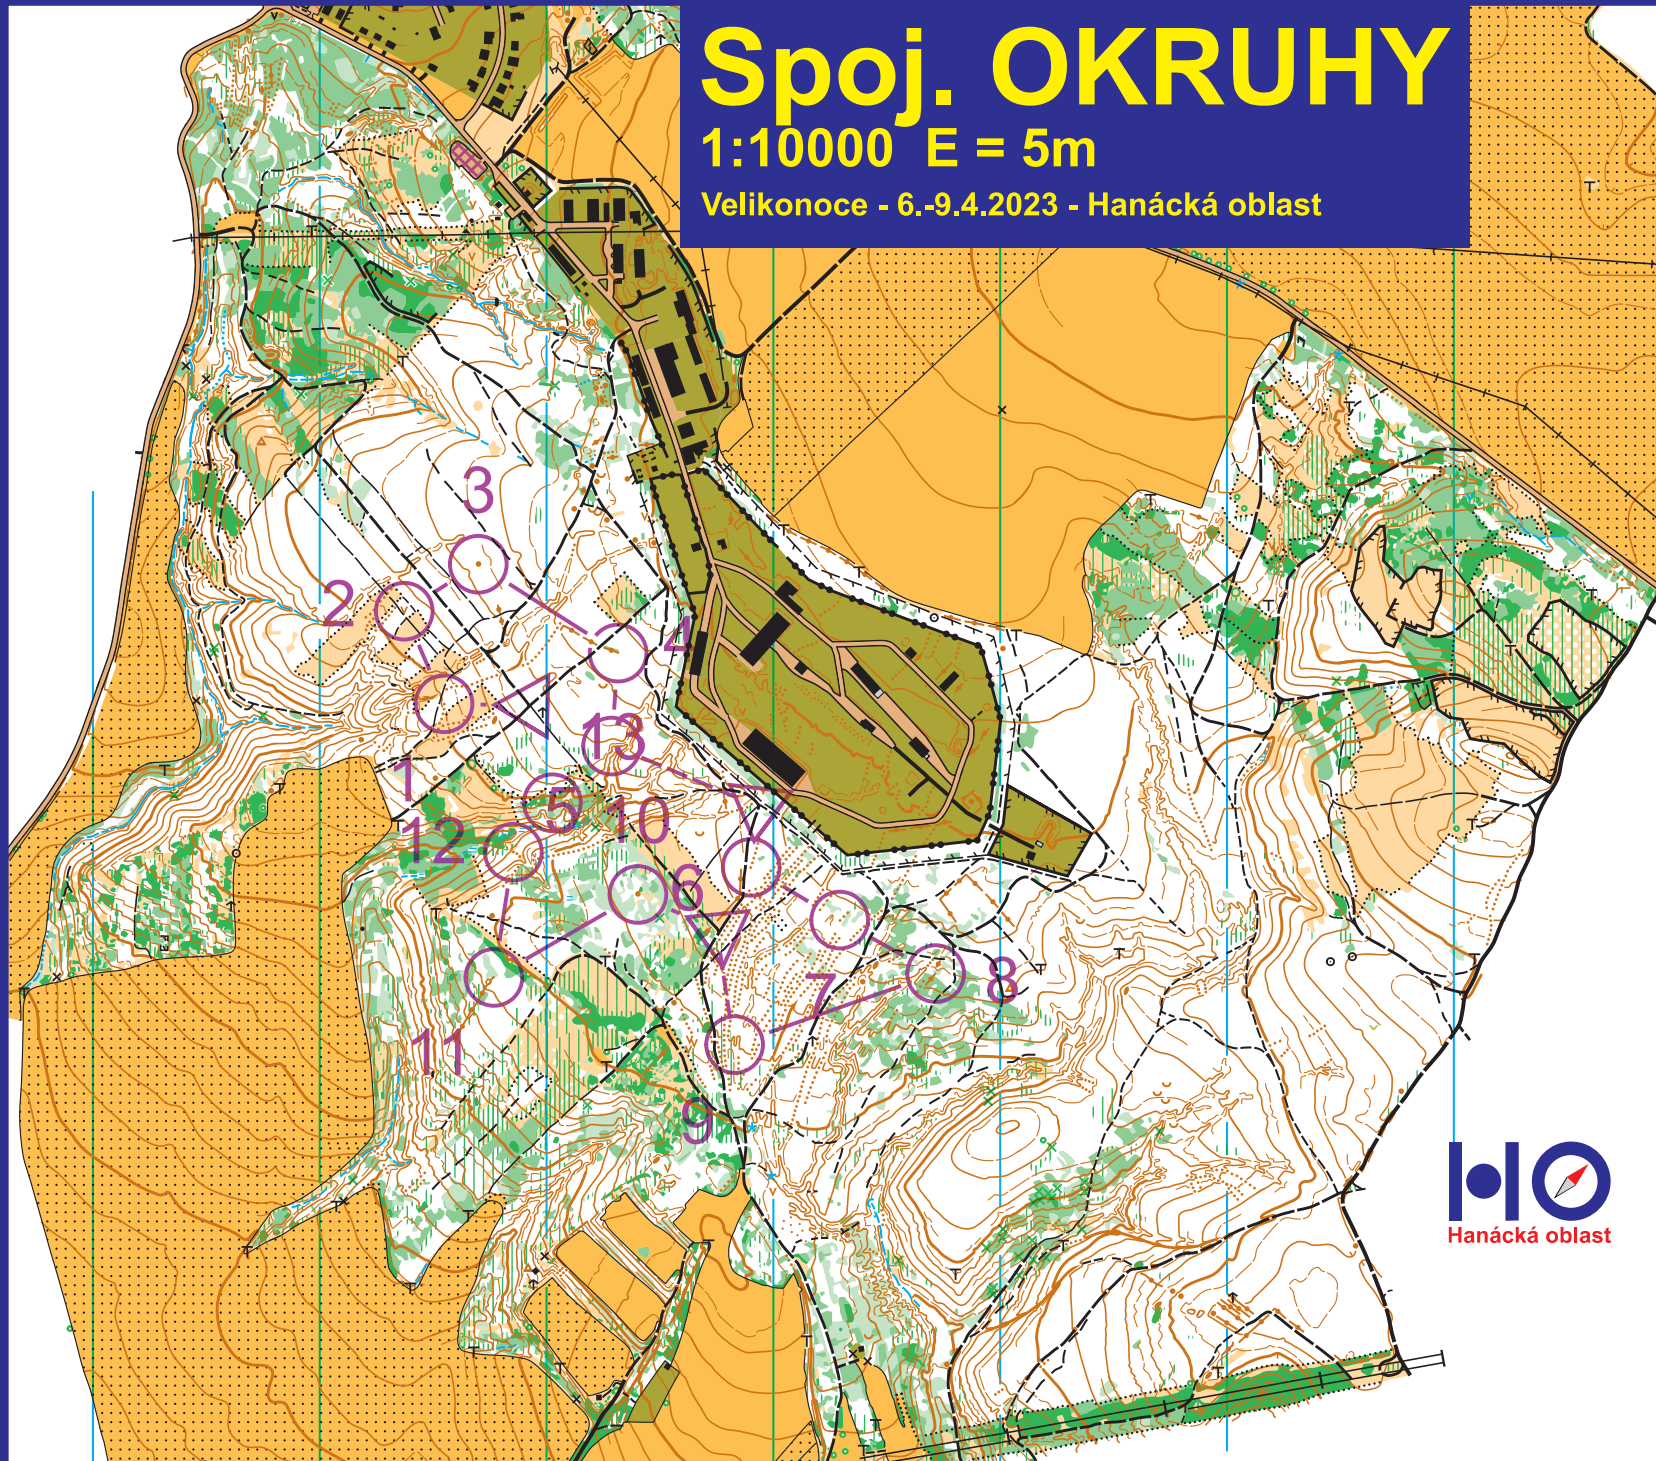 Spoj. OKRUHY
1:10000 E = 5m
Velikonoce - 6.-9.4.2023 - Hanácká oblast
3
2
4
13
1
5
10
12
6
7
8
11
9
HO
Hanácká oblast